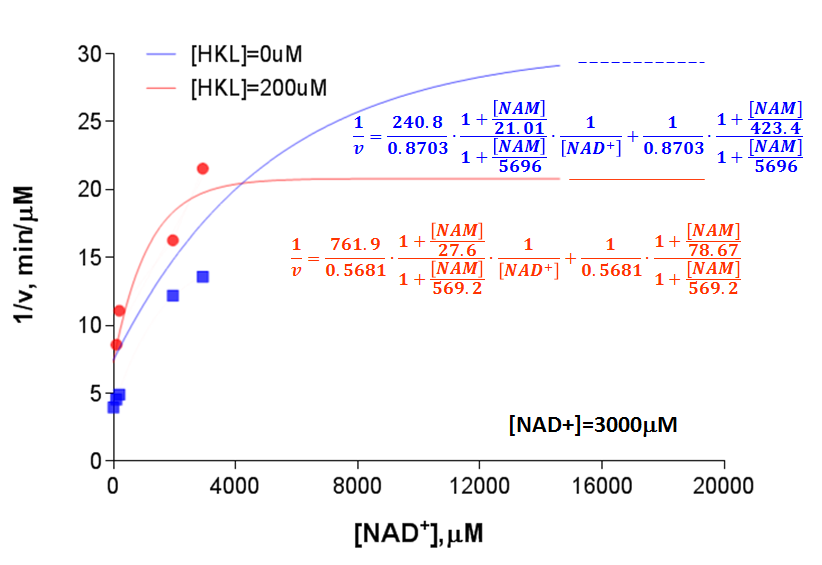 [HKL]=0uM
[HKL]=200uM
1/v, min/µM
30
25
20
15
10
5
0
1/v = 240.8/0.8703 · (1 + [NAM]/21.01)/(1 + [NAM]/5696) · 1/[NAD⁺] + 1/0.8703 · (1 + [NAM]/423.4)/(1 + [NAM]/5696)
1/v = 761.9/0.5681 · (1 + [NAM]/27.6)/(1 + [NAM]/569.2) · 1/[NAD⁺] + 1/0.5681 · (1 + [NAM]/78.67)/(1 + [NAM]/569.2)
[NAD+]=3000µM
0 4000 8000 12000 16000 20000
[NAD⁺],µM